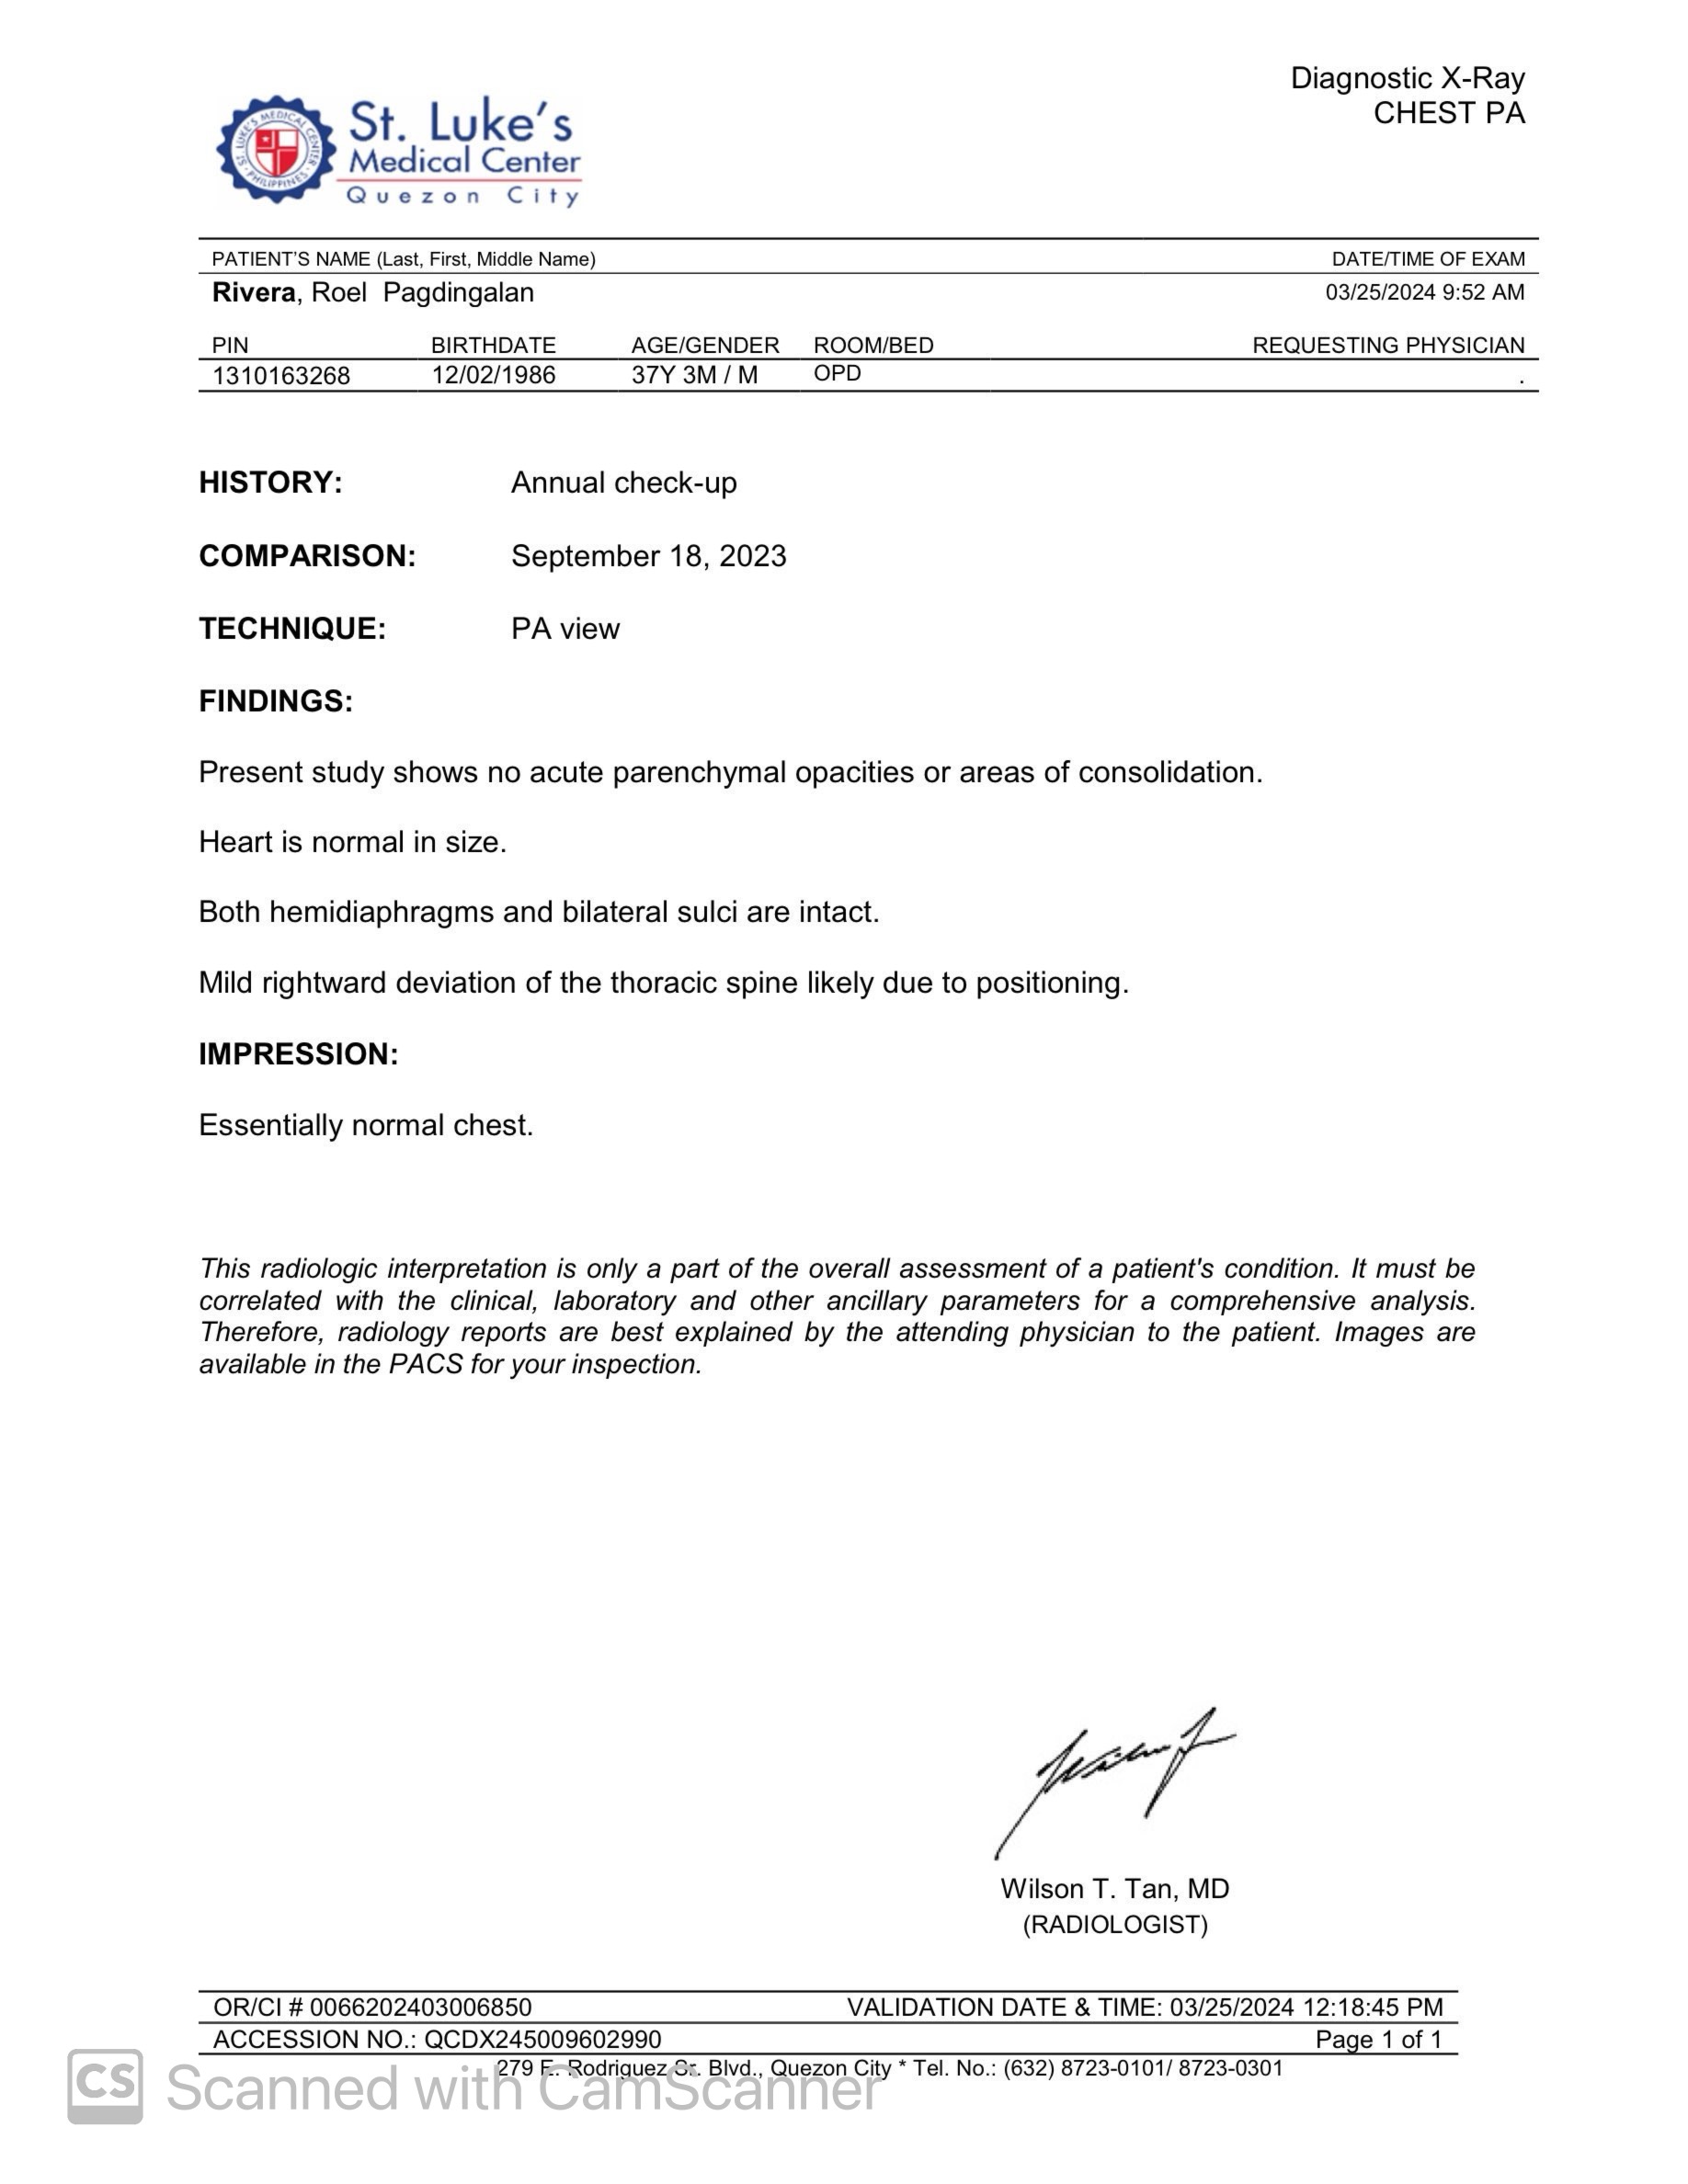 Diagnostic X-Ray
CHEST PA
ST. LUKE'S MEDICAL CENTER
PHILIPPINES
St. Luke's
Medical Center
Quezon City
PATIENT'S NAME (Last, First, Middle Name) DATE/TIME OF EXAM
Rivera, Roel Pagdingalan 03/25/2024 9:52 AM
PIN BIRTHDATE AGE/GENDER ROOM/BED REQUESTING PHYSICIAN
1310163268 12/02/1986 37Y 3M / M OPD .
HISTORY: Annual check-up
COMPARISON: September 18, 2023
TECHNIQUE: PA view
FINDINGS:
Present study shows no acute parenchymal opacities or areas of consolidation.
Heart is normal in size.
Both hemidiaphragms and bilateral sulci are intact.
Mild rightward deviation of the thoracic spine likely due to positioning.
IMPRESSION:
Essentially normal chest.
This radiologic interpretation is only a part of the overall assessment of a patient's condition. It must be
correlated with the clinical, laboratory and other ancillary parameters for a comprehensive analysis.
Therefore, radiology reports are best explained by the attending physician to the patient. Images are
available in the PACS for your inspection.
Wilson T. Tan, MD
(RADIOLOGIST)
OR/CI # 0066202403006850 VALIDATION DATE & TIME: 03/25/2024 12:18:45 PM
ACCESSION NO.: QCDX245009602990 Page 1 of 1
279 E. Rodriguez Sr. Blvd., Quezon City * Tel. No.: (632) 8723-0101/ 8723-0301
CS Scanned with CamScanner